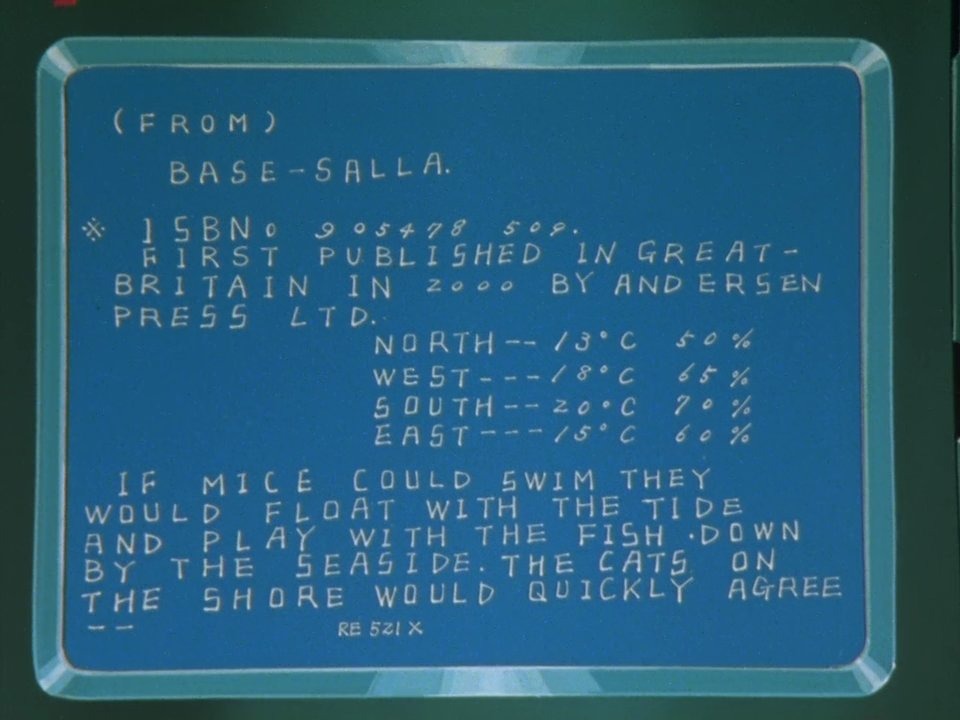 (FROM)
BASE-SALLA.
※ ISBN0 905478 509.
FIRST PUBLISHED IN GREAT-
BRITAIN IN 2000 BY ANDERSEN
PRESS LTD.
NORTH--13°C 50%
WEST---18°C 65%
SOUTH--20°C 70%
EAST---15°C 60%
IF MICE COULD SWIM THEY
WOULD FLOAT WITH THE TIDE
AND PLAY WITH THE FISH.DOWN
BY THE SEASIDE.THE CATS ON
THE SHORE WOULD QUICKLY AGREE
--
RE 521 X